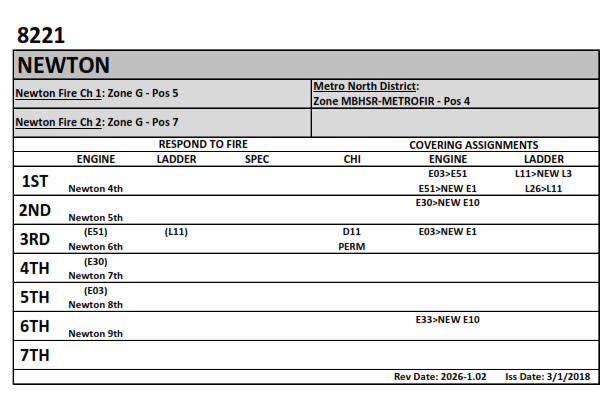 8221
NEWTON
Newton Fire Ch 1: Zone G - Pos 5
Metro North District:
Zone MBHSR-METROFIR - Pos 4
Newton Fire Ch 2: Zone G - Pos 7
RESPOND TO FIRE COVERING ASSIGNMENTS
ENGINE LADDER SPEC CHI ENGINE LADDER
1ST
E03>E51 L11>NEW L3
Newton 4th E51>NEW E1 L26>L11
2ND
E30>NEW E10
Newton 5th
3RD
(E51) (L11) D11 E03>NEW E1
Newton 6th PERM
4TH
(E30)
Newton 7th
5TH
(E03)
Newton 8th
6TH
E33>NEW E10
Newton 9th
7TH
Rev Date: 2026-1.02 Iss Date: 3/1/2018